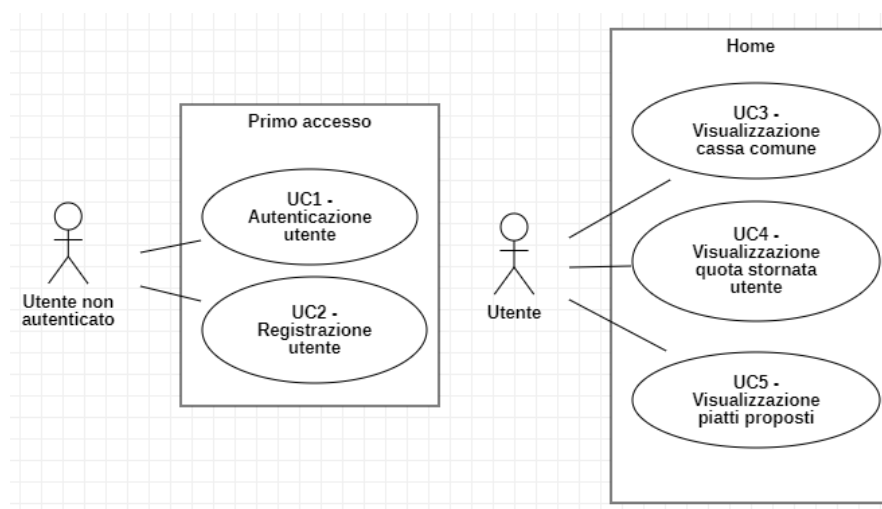 Primo accesso
UC1 -
Autenticazione
utente
UC2 -
Registrazione
utente
Utente non
autenticato
Home
UC3 -
Visualizzazione
cassa comune
UC4 -
Visualizzazione
quota stornata
utente
UC5 -
Visualizzazione
piatti proposti
Utente